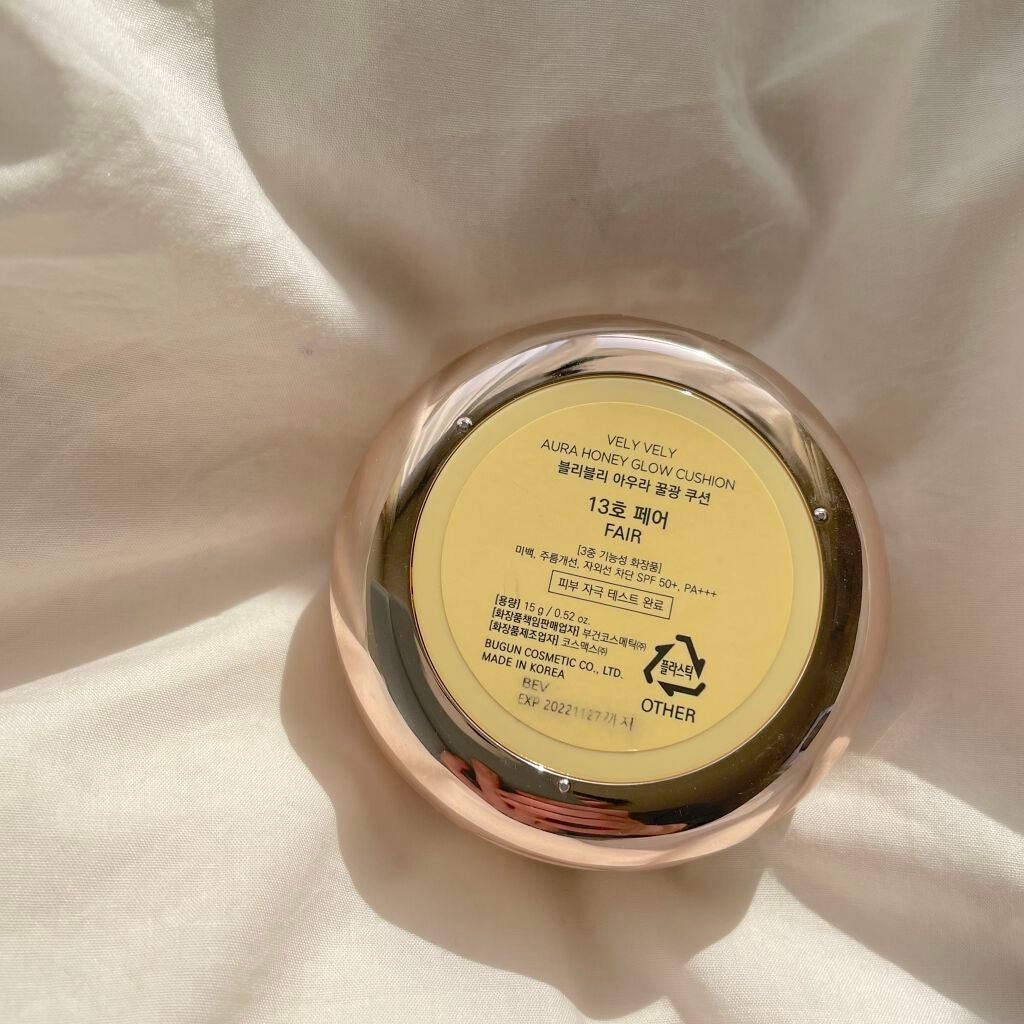 VELY VELY
AURA HONEY GLOW CUSHION
블리블리 아우라 꿀광 쿠션
13호 페어
FAIR
[3중 기능성 화장품]
미백, 주름개선, 자외선 차단 SPF 50+, PA+++
피부 자극 테스트 완료
[용량] 15 g / 0.52 oz.
[화장품책임판매업자] 부건코스메틱㈜
[화장품제조업자] 코스맥스㈜
BUGUN COSMETIC CO., LTD.
MADE IN KOREA
플라스틱
OTHER
BEV
EXP 20221127까지